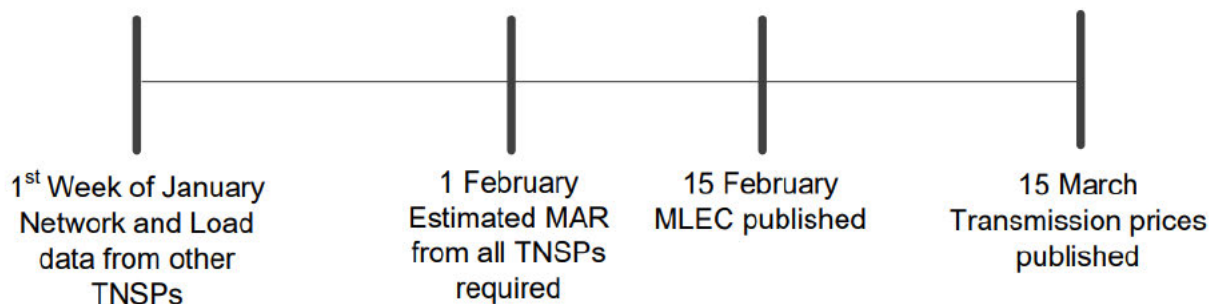 1st Week of January
Network and Load
data from other
TNSPs
1 February
Estimated MAR
from all TNSPs
required
15 February
MLEC published
15 March
Transmission prices
published